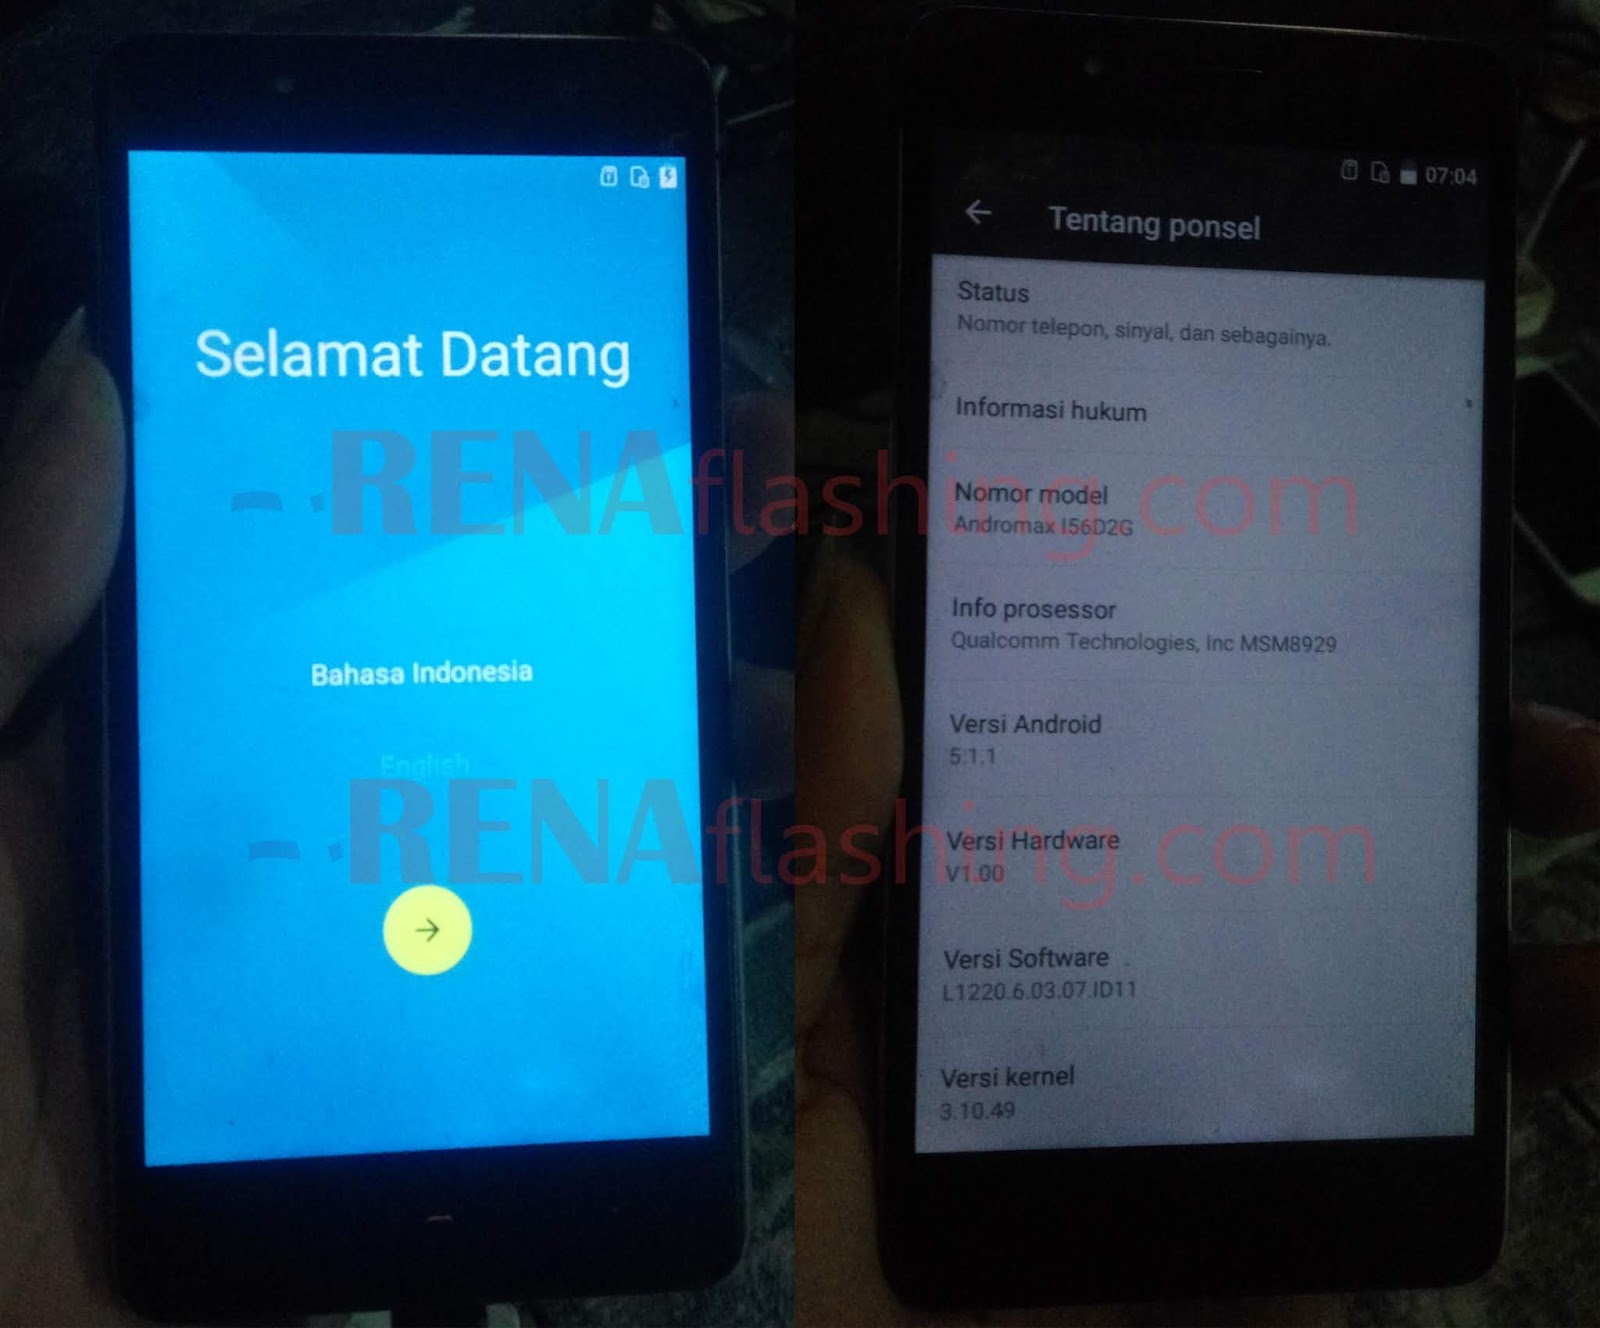 Selamat Datang
Bahasa Indonesia
English
07:04
Tentang ponsel
Status
Nomor telepon, sinyal, dan sebagainya.
Informasi hukum
Nomor model
Andromax I56D2G
Info prosessor
Qualcomm Technologies, Inc MSM8929
Versi Android
5.1.1
Versi Hardware
V1.00
Versi Software
L1220.6.03.07.ID11
Versi kernel
3.10.49
RENAflashing.com
RENAflashing.com